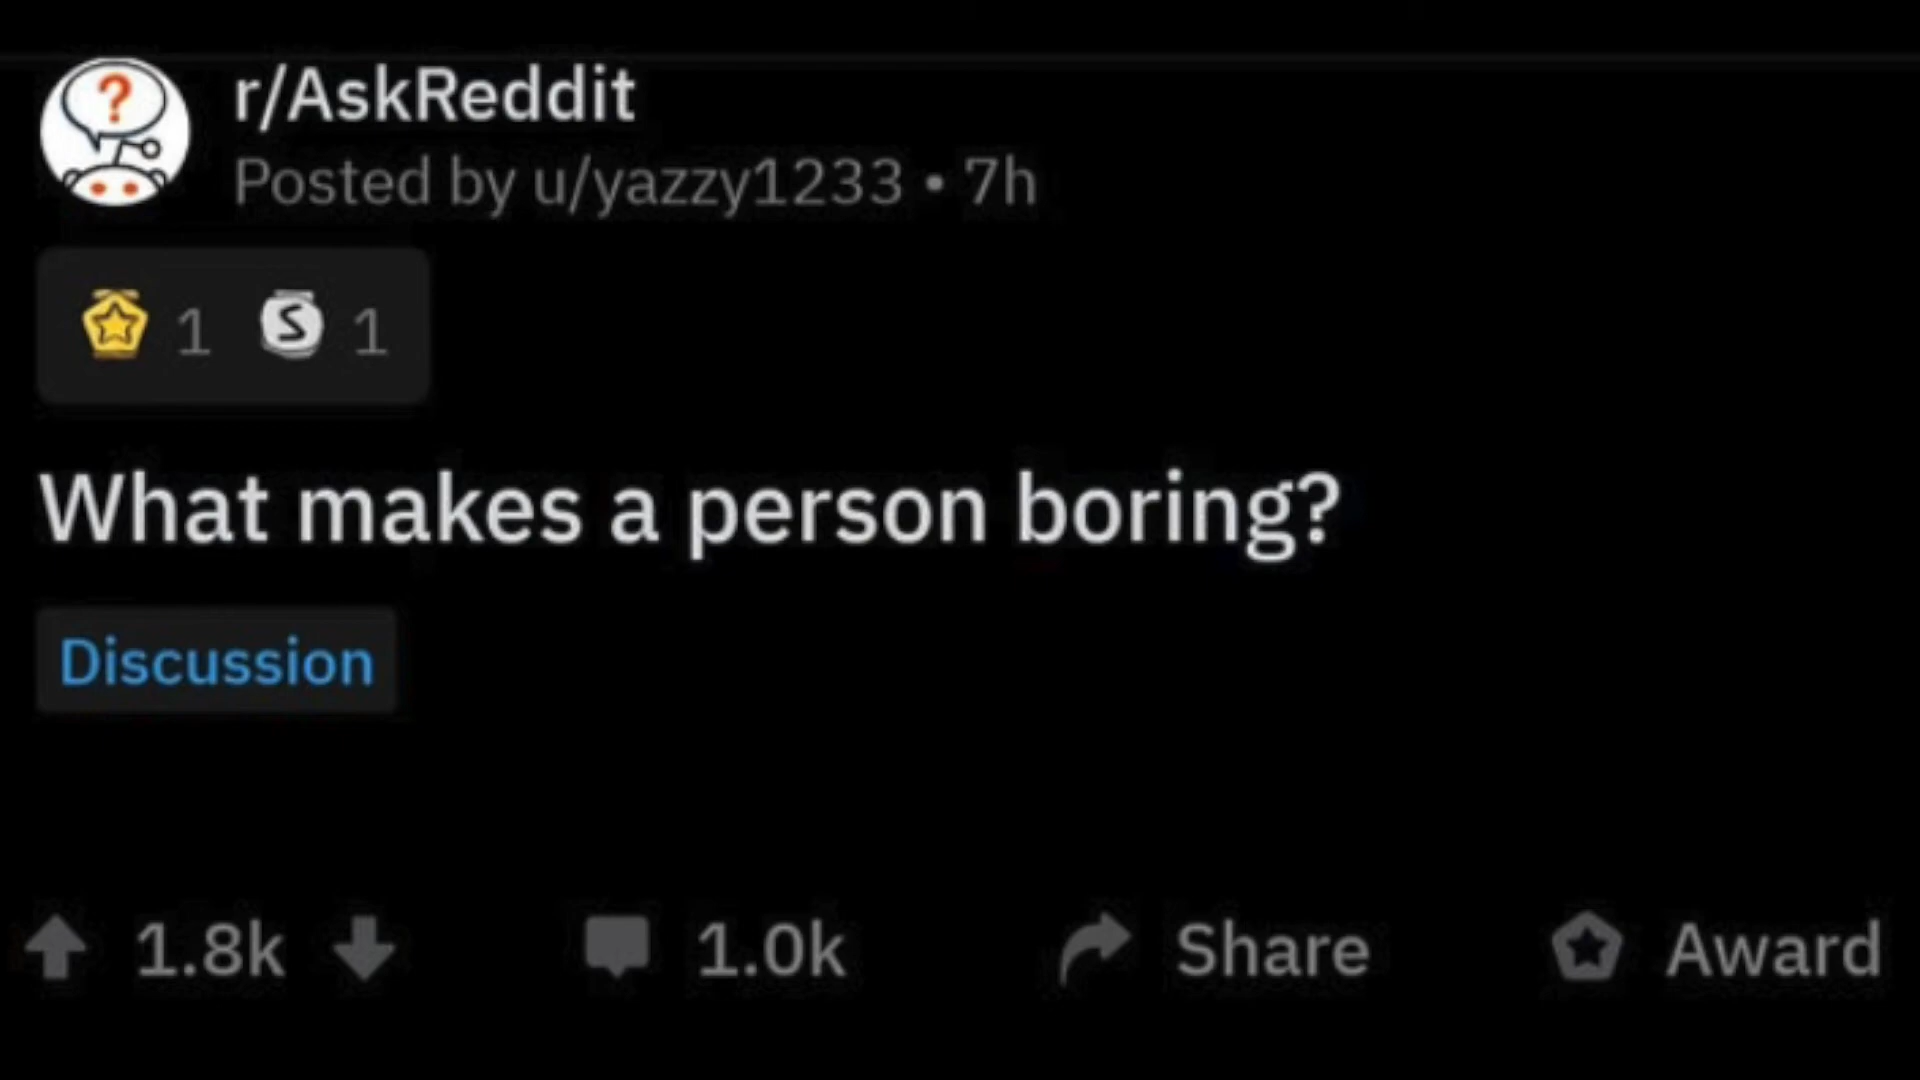 r/AskReddit
Posted by u/yazzy1233 • 7h
1 S 1
What makes a person boring?
Discussion
1.8k 1.0k Share Award